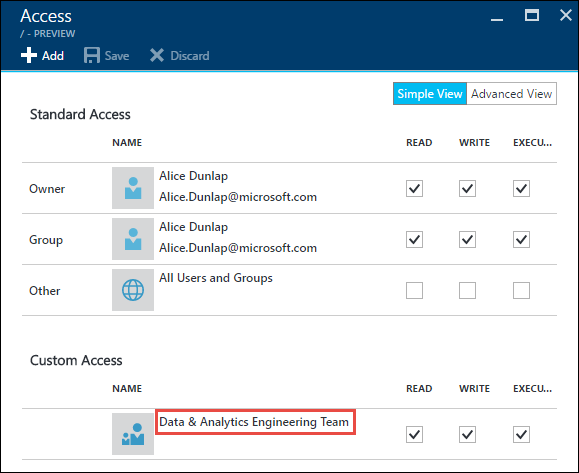 Access
/ - PREVIEW
Add Save Discard
Simple View Advanced View
Standard Access
NAME READ WRITE EXECU...
Alice Dunlap
Owner
Alice.Dunlap@microsoft.com
Alice Dunlap
Group
Alice.Dunlap@microsoft.com
All Users and Groups
Other
Custom Access
NAME READ WRITE EXECU...
Data & Analytics Engineering Team